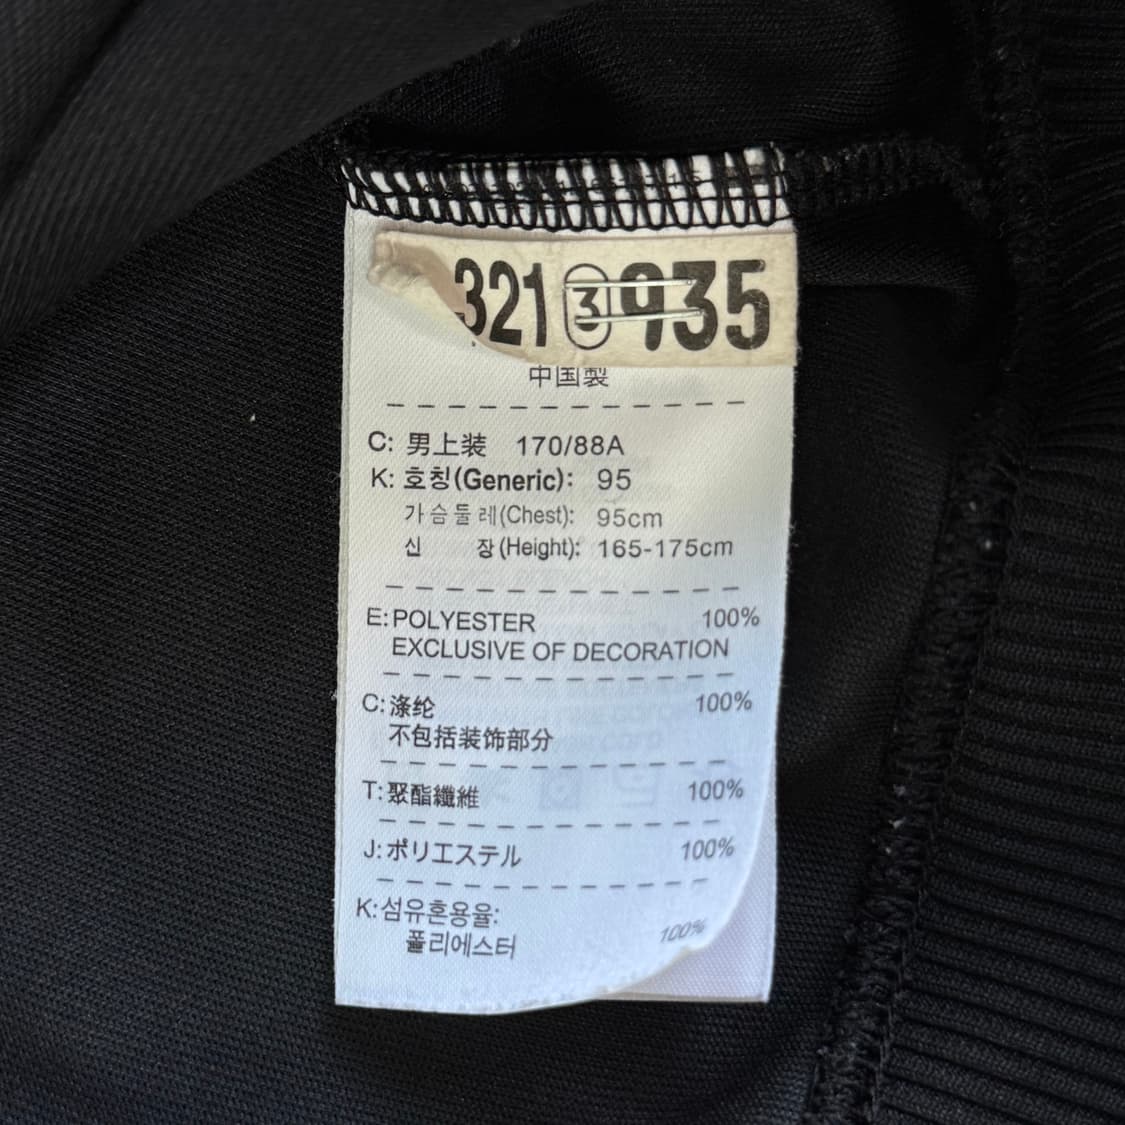 321 3 935
中国製
C: 男上装 170/88A
K: 호칭(Generic): 95
가슴둘레(Chest): 95cm
신 장(Height): 165-175cm
E: POLYESTER 100%
EXCLUSIVE OF DECORATION
C: 涤纶 100%
不包括装饰部分
T: 聚酯纖維 100%
J: ポリエステル 100%
K: 섬유혼용율:
폴리에스터 100%